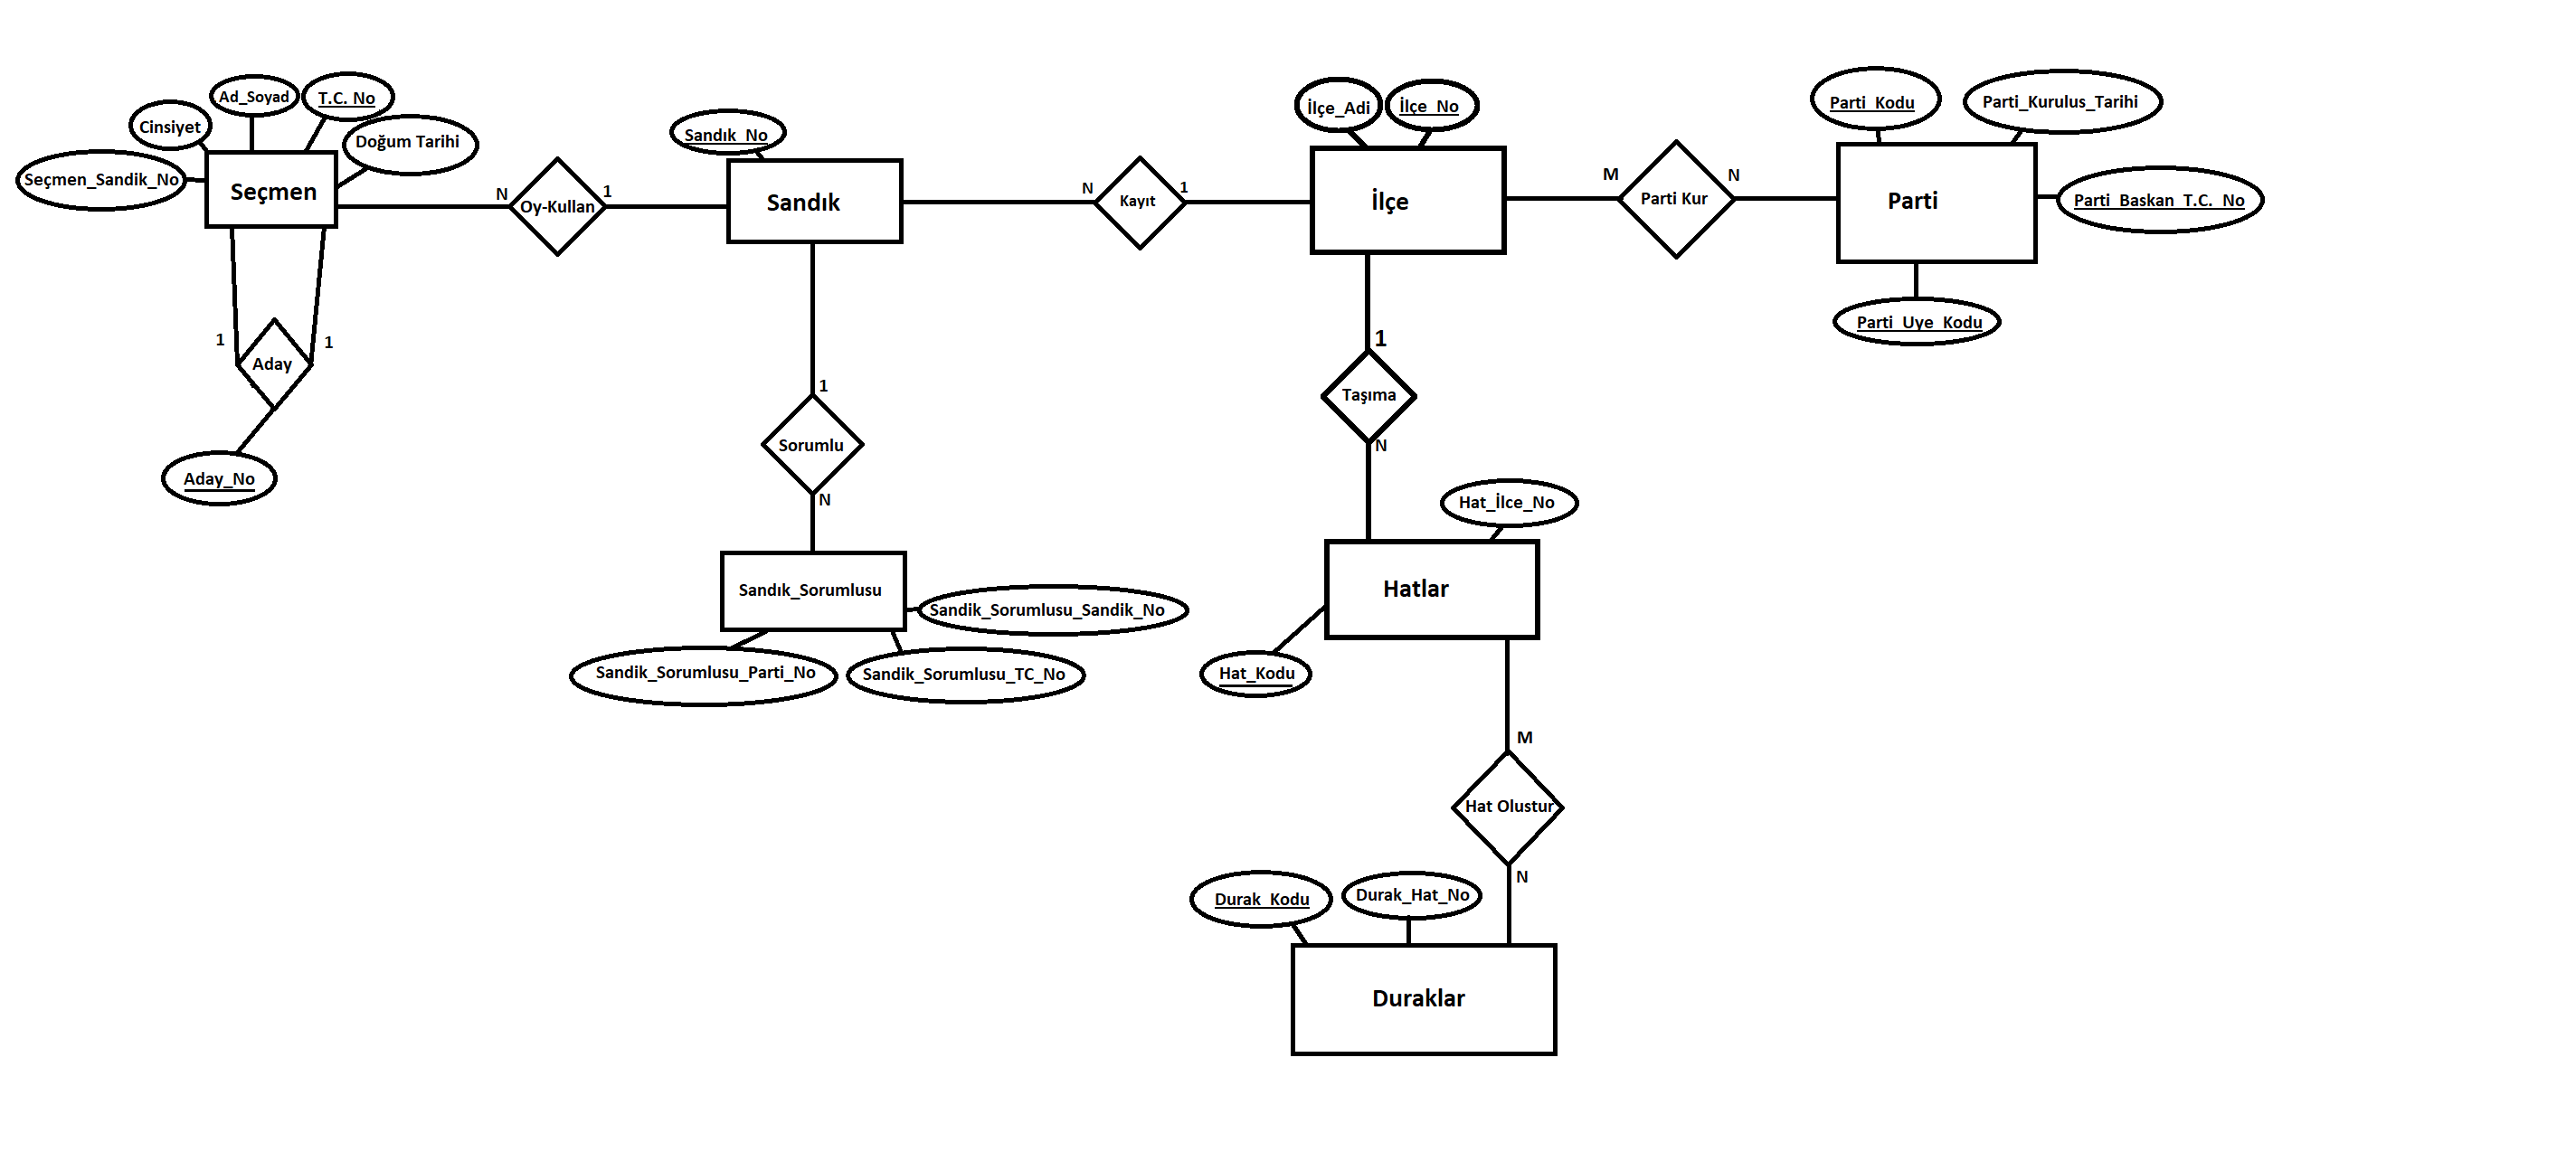 Parti_Kodu
Parti_Kurulus_Tarihi
Ad_Soyad
T.C. No
İlçe_Adi
İlçe_No
Cinsiyet
Sandık_No
Doğum Tarihi
Seçmen_Sandik_No
Seçmen
N
Oy-Kullan
1
Sandık
N
Kayıt
1
İlçe
M
Parti Kur
N
Parti
Parti_Baskan_T.C._No
Parti_Uye_Kodu
1
1
Aday
Aday_No
1
Sorumlu
N
1
Taşıma
N
Hat_İlce_No
Sandık_Sorumlusu
Sandik_Sorumlusu_Sandik_No
Sandik_Sorumlusu_Parti_No
Sandik_Sorumlusu_TC_No
Hatlar
Hat_Kodu
M
Hat Olustur
N
Durak_Kodu
Durak_Hat_No
Duraklar